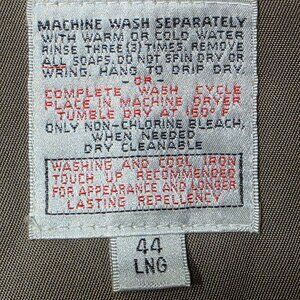 MACHINE WASH SEPARATELY
WITH WARM OR COLD WATER
RINSE THREE (3) TIMES, REMOVE
ALL SOAPS. DO NOT SPIN DRY OR
WRING. HANG TO DRIP DRY.
-OR-
COMPLETE WASH CYCLE
PLACE IN MACHINE DRYER
TUMBLE DRY AT 160° F
ONLY NON-CHLORINE BLEACH,
WHEN NEEDED
DRY CLEANABLE
WASHING AND COOL IRON
TOUCH UP RECOMMENDED
FOR APPEARANCE AND LONGER
LASTING REPELLENCY
44
LNG